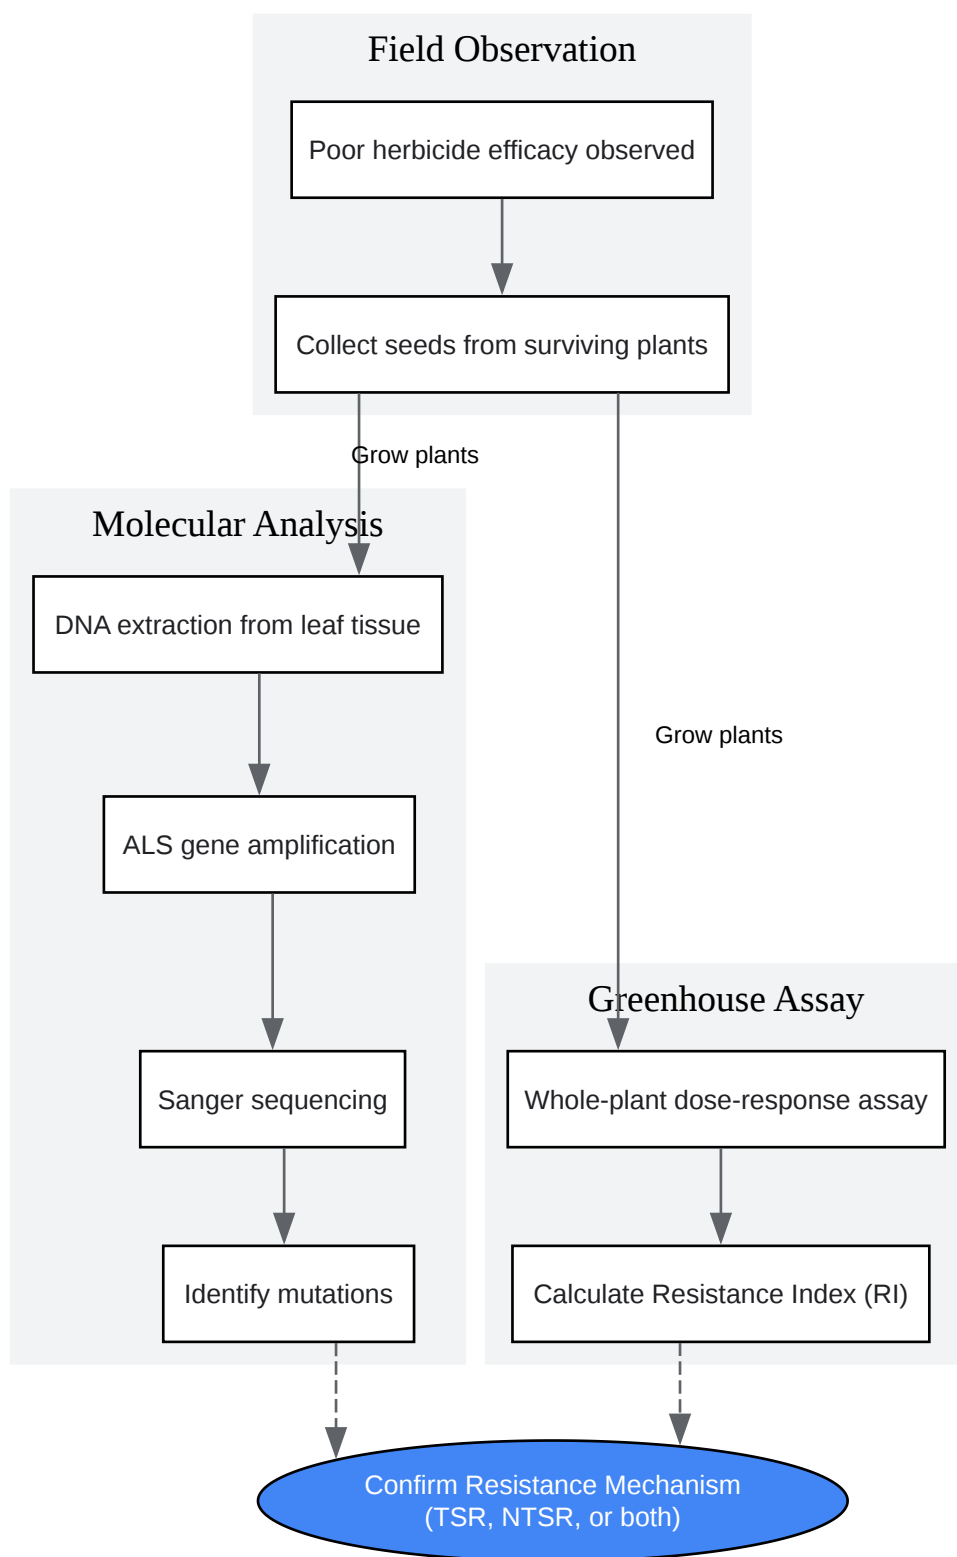 Field Observation
Poor herbicide efficacy observed
Collect seeds from surviving plants
Grow plants
Molecular Analysis
DNA extraction from leaf tissue
Grow plants
ALS gene amplification
Greenhouse Assay
Sanger sequencing
Whole-plant dose-response assay
Identify mutations
Calculate Resistance Index (RI)
Confirm Resistance Mechanism
(TSR, NTSR, or both)